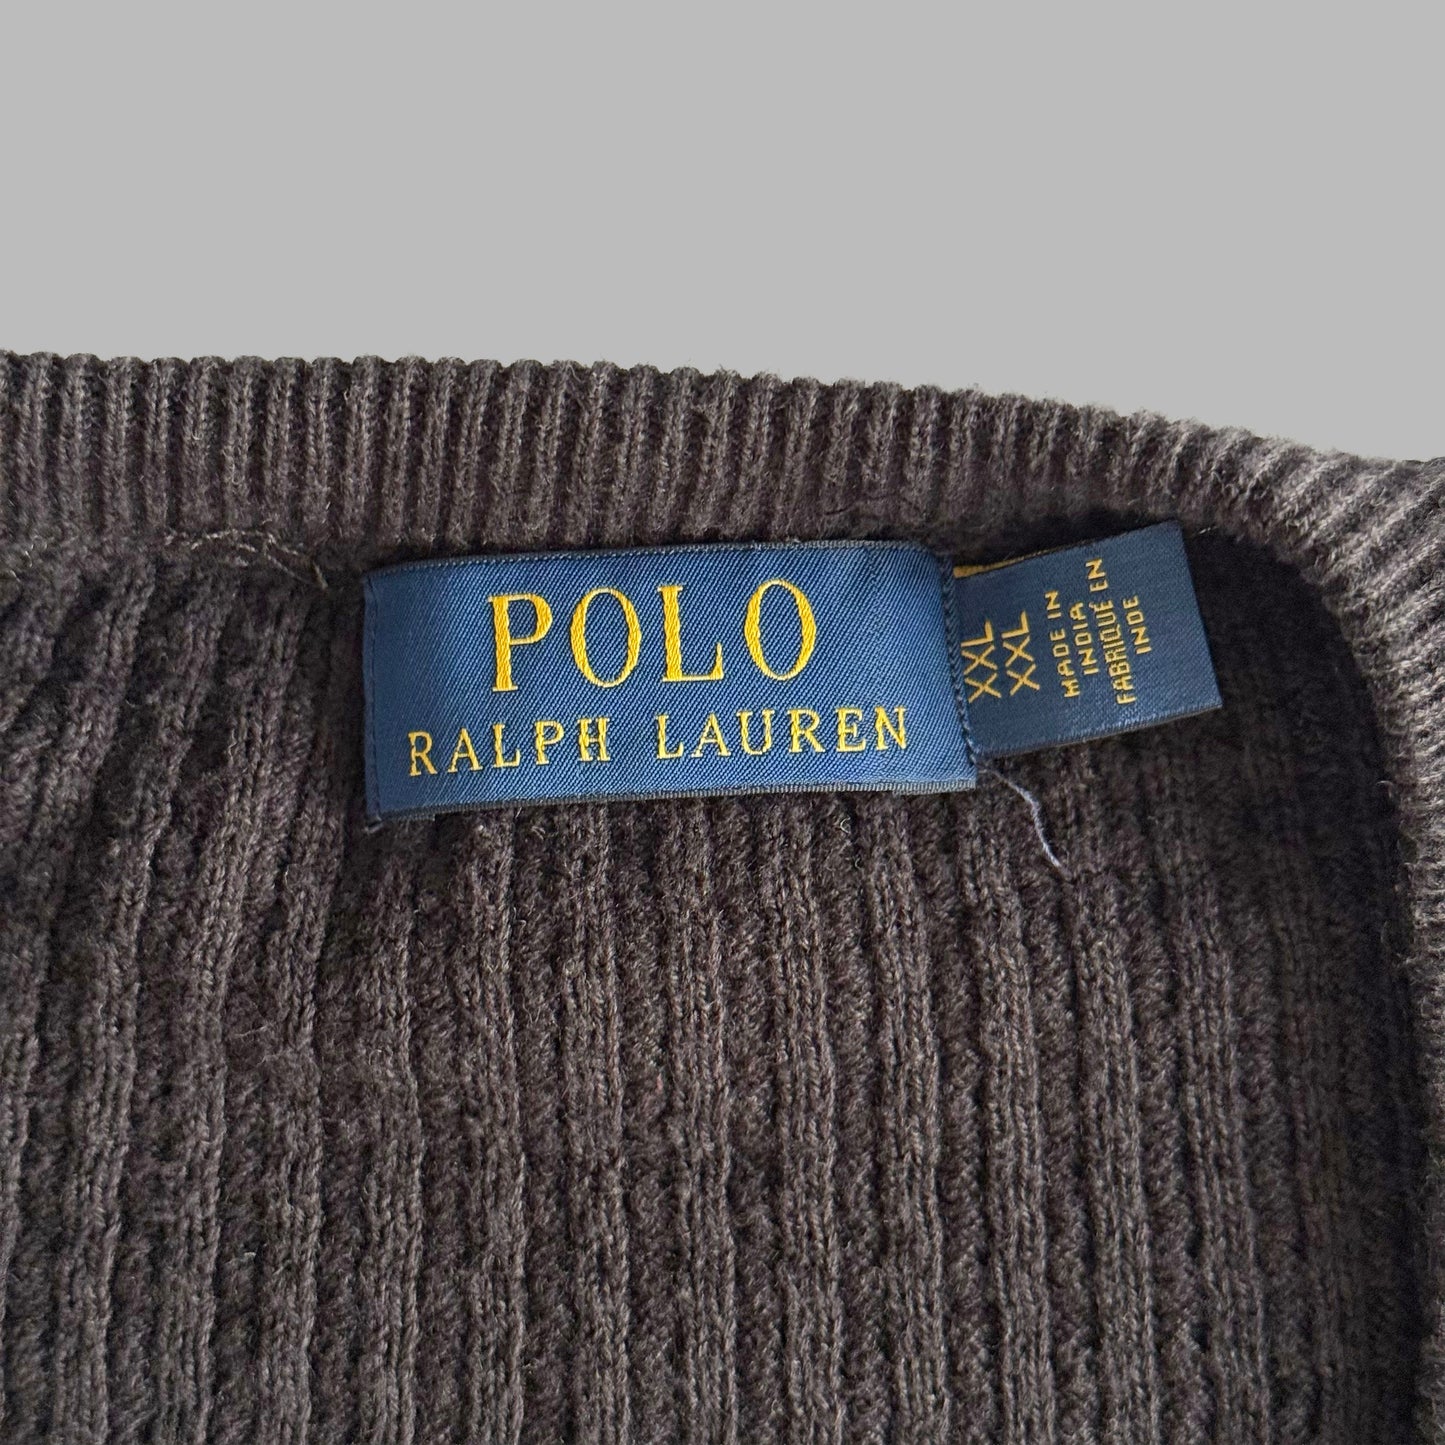 POLO
RALPH LAUREN
XXL
XXL
MADE IN
INDIA
FABRIQUÉ EN
INDE